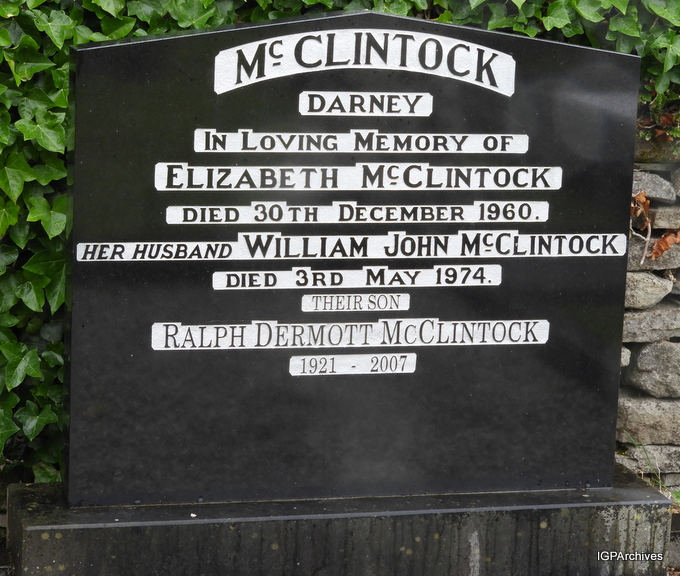 McCLINTOCK
DARNEY
IN LOVING MEMORY OF
ELIZABETH McCLINTOCK
DIED 30TH DECEMBER 1960.
HER HUSBAND WILLIAM JOHN McCLINTOCK
DIED 3RD MAY 1974.
THEIR SON
RALPH DERMOTT McCLINTOCK
1921 - 2007
IGPArchives